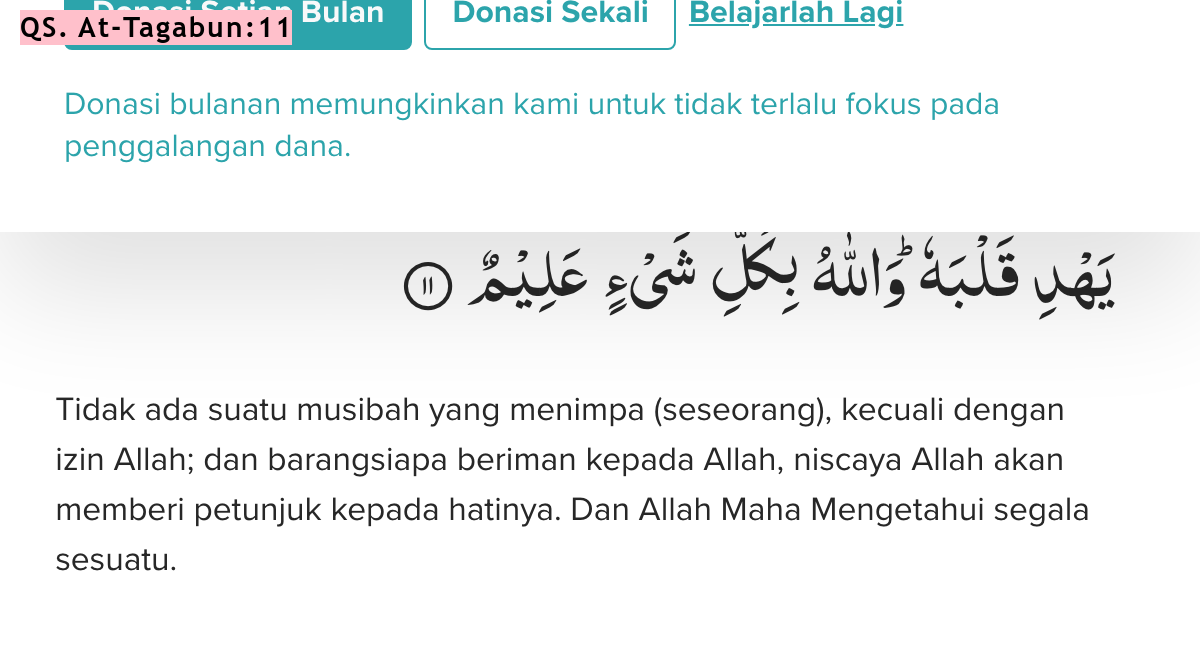 Donasi Setiap Bulan Donasi Sekali Belajarlah Lagi
QS. At-Tagabun:11
Donasi bulanan memungkinkan kami untuk tidak terlalu fokus pada
penggalangan dana.
يَهْدِ قَلْبَهٗ ۗوَاللّٰهُ بِكُلِّ شَيْءٍ عَلِيْمٌ ١١
Tidak ada suatu musibah yang menimpa (seseorang), kecuali dengan
izin Allah; dan barangsiapa beriman kepada Allah, niscaya Allah akan
memberi petunjuk kepada hatinya. Dan Allah Maha Mengetahui segala
sesuatu.